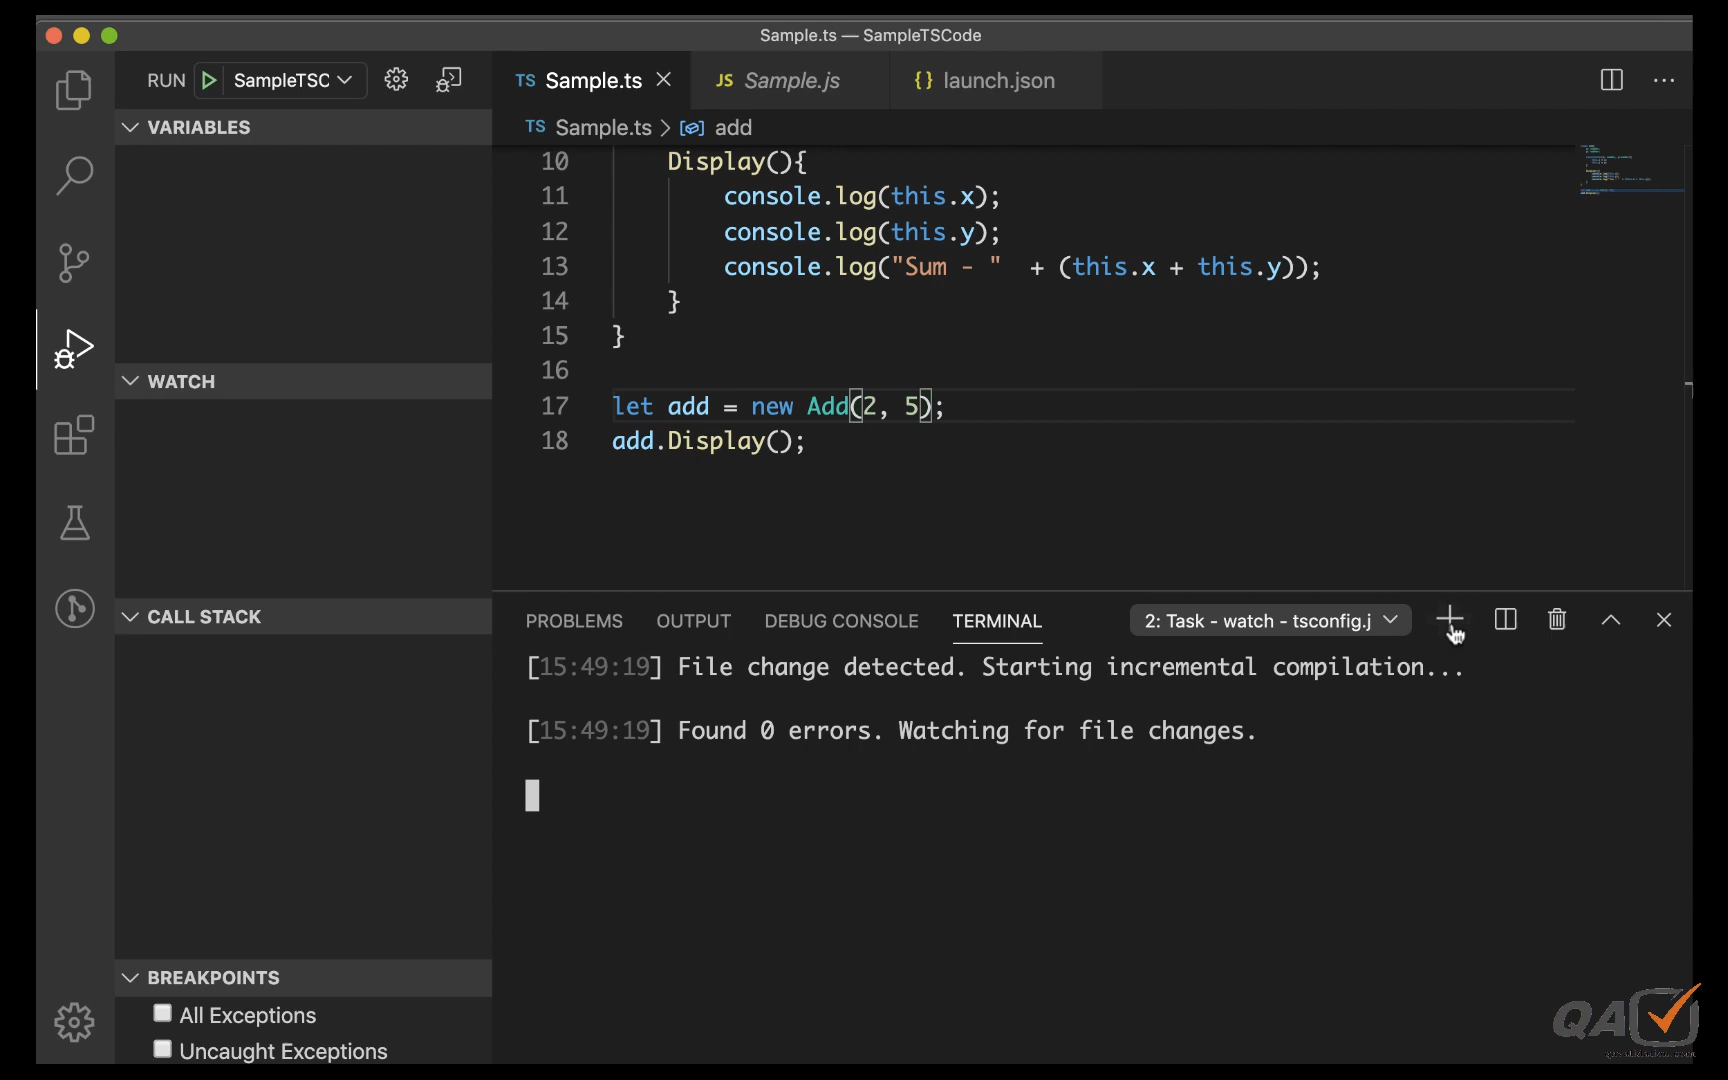 Sample.ts — SampleTSCode
RUN SampleTSC
TS Sample.ts
JS Sample.js
{} launch.json
VARIABLES
TS Sample.ts > add
10 Display(){
11 console.log(this.x);
12 console.log(this.y);
13 console.log("Sum - " + (this.x + this.y));
14 }
15 }
16
17 let add = new Add(2, 5);
18 add.Display();
WATCH
CALL STACK
PROBLEMS OUTPUT DEBUG CONSOLE TERMINAL 2: Task - watch - tsconfig.j
[15:49:19] File change detected. Starting incremental compilation...
[15:49:19] Found 0 errors. Watching for file changes.
BREAKPOINTS
All Exceptions
Uncaught Exceptions
QA